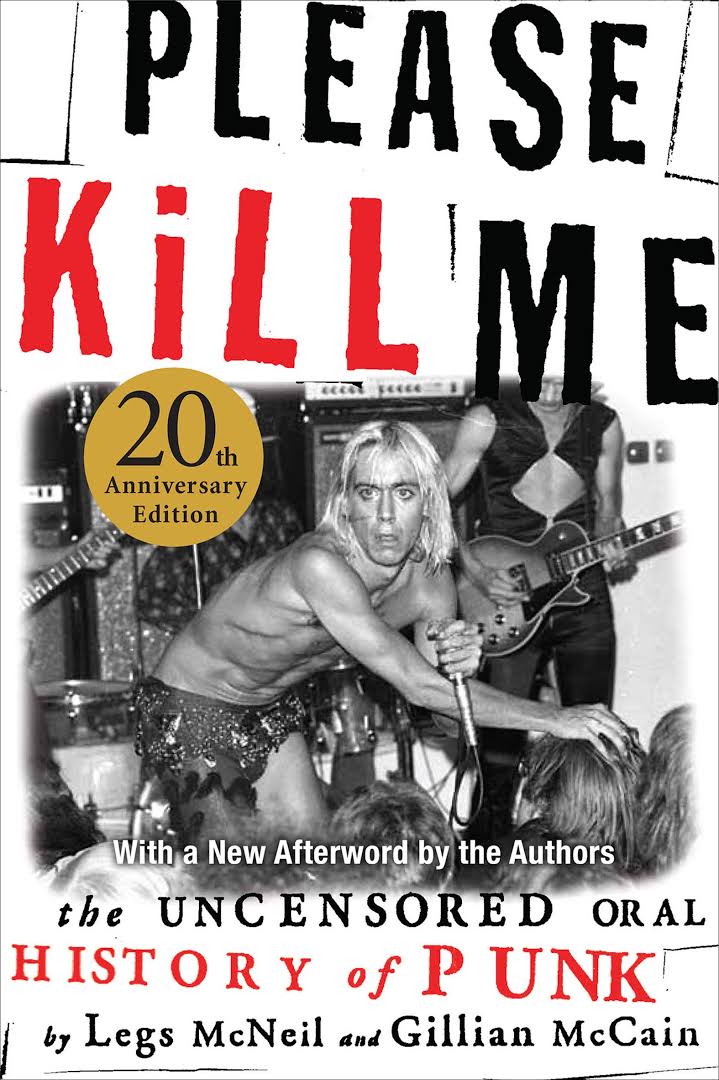 PLEASE
KiLL ME
20th
Anniversary
Edition
With a New Afterword by the Authors
the UNCENSORED ORAL
HISTORY of PUNK
by Legs McNeil and Gillian McCain